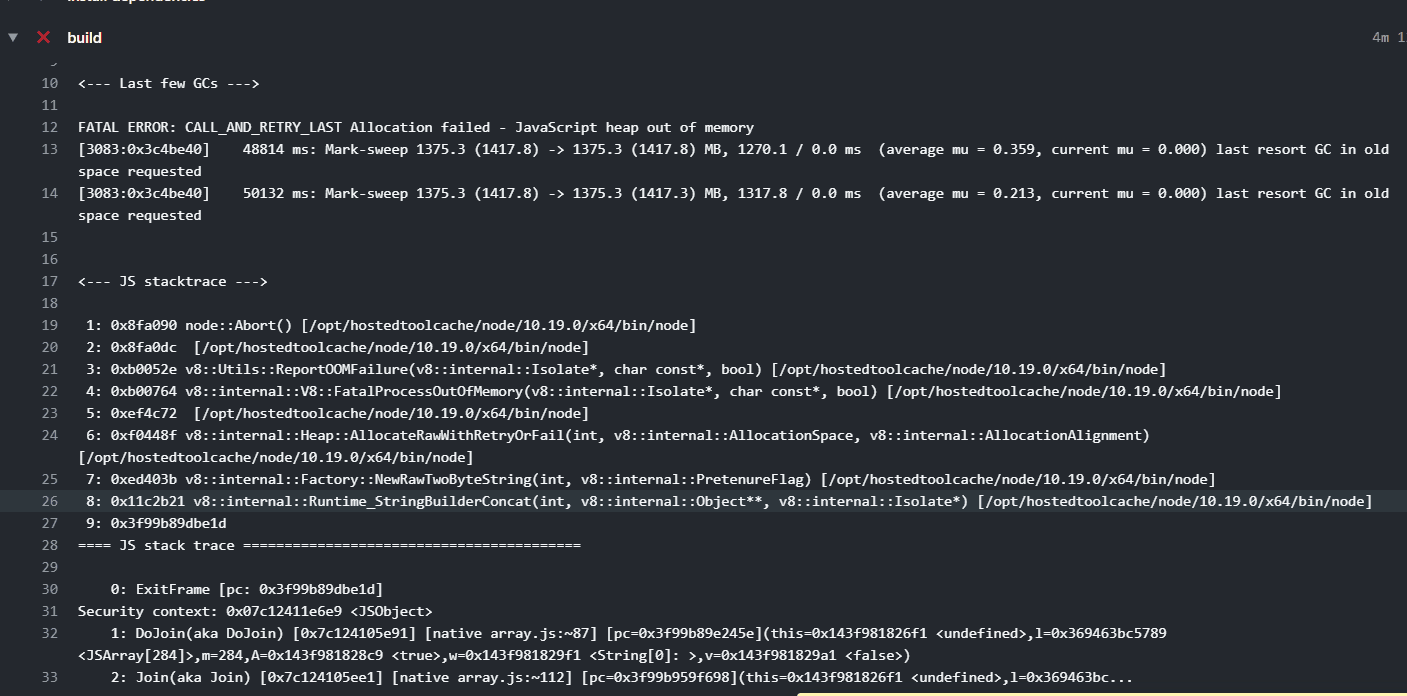 build
4m 1
10 <--- Last few GCs --->
11
12 FATAL ERROR: CALL_AND_RETRY_LAST Allocation failed - JavaScript heap out of memory
13 [3083:0x3c4be40]    48814 ms: Mark-sweep 1375.3 (1417.8) -> 1375.3 (1417.8) MB, 1270.1 / 0.0 ms  (average mu = 0.359, current mu = 0.000) last resort GC in old
space requested
14 [3083:0x3c4be40]    50132 ms: Mark-sweep 1375.3 (1417.8) -> 1375.3 (1417.3) MB, 1317.8 / 0.0 ms  (average mu = 0.213, current mu = 0.000) last resort GC in old
space requested
15
16
17 <--- JS stacktrace --->
18
19  1: 0x8fa090 node::Abort() [/opt/hostedtoolcache/node/10.19.0/x64/bin/node]
20  2: 0x8fa0dc  [/opt/hostedtoolcache/node/10.19.0/x64/bin/node]
21  3: 0xb0052e v8::Utils::ReportOOMFailure(v8::internal::Isolate*, char const*, bool) [/opt/hostedtoolcache/node/10.19.0/x64/bin/node]
22  4: 0xb00764 v8::internal::V8::FatalProcessOutOfMemory(v8::internal::Isolate*, char const*, bool) [/opt/hostedtoolcache/node/10.19.0/x64/bin/node]
23  5: 0xef4c72  [/opt/hostedtoolcache/node/10.19.0/x64/bin/node]
24  6: 0xf0448f v8::internal::Heap::AllocateRawWithRetryOrFail(int, v8::internal::AllocationSpace, v8::internal::AllocationAlignment)
[/opt/hostedtoolcache/node/10.19.0/x64/bin/node]
25  7: 0xed403b v8::internal::Factory::NewRawTwoByteString(int, v8::internal::PretenureFlag) [/opt/hostedtoolcache/node/10.19.0/x64/bin/node]
26  8: 0x11c2b21 v8::internal::Runtime_StringBuilderConcat(int, v8::internal::Object**, v8::internal::Isolate*) [/opt/hostedtoolcache/node/10.19.0/x64/bin/node]
27  9: 0x3f99b89dbe1d
28 ==== JS stack trace =========================================
29
30     0: ExitFrame [pc: 0x3f99b89dbe1d]
31 Security context: 0x07c12411e6e9 <JSObject>
32     1: DoJoin(aka DoJoin) [0x7c124105e91] [native array.js:~87] [pc=0x3f99b89e245e](this=0x143f981826f1 <undefined>,l=0x369463bc5789
<JSArray[284]>,m=284,A=0x143f981828c9 <true>,w=0x143f981829f1 <String[0]: >,v=0x143f981829a1 <false>)
33     2: Join(aka Join) [0x7c124105ee1] [native array.js:~112] [pc=0x3f99b959f698](this=0x143f981826f1 <undefined>,l=0x369463bc...